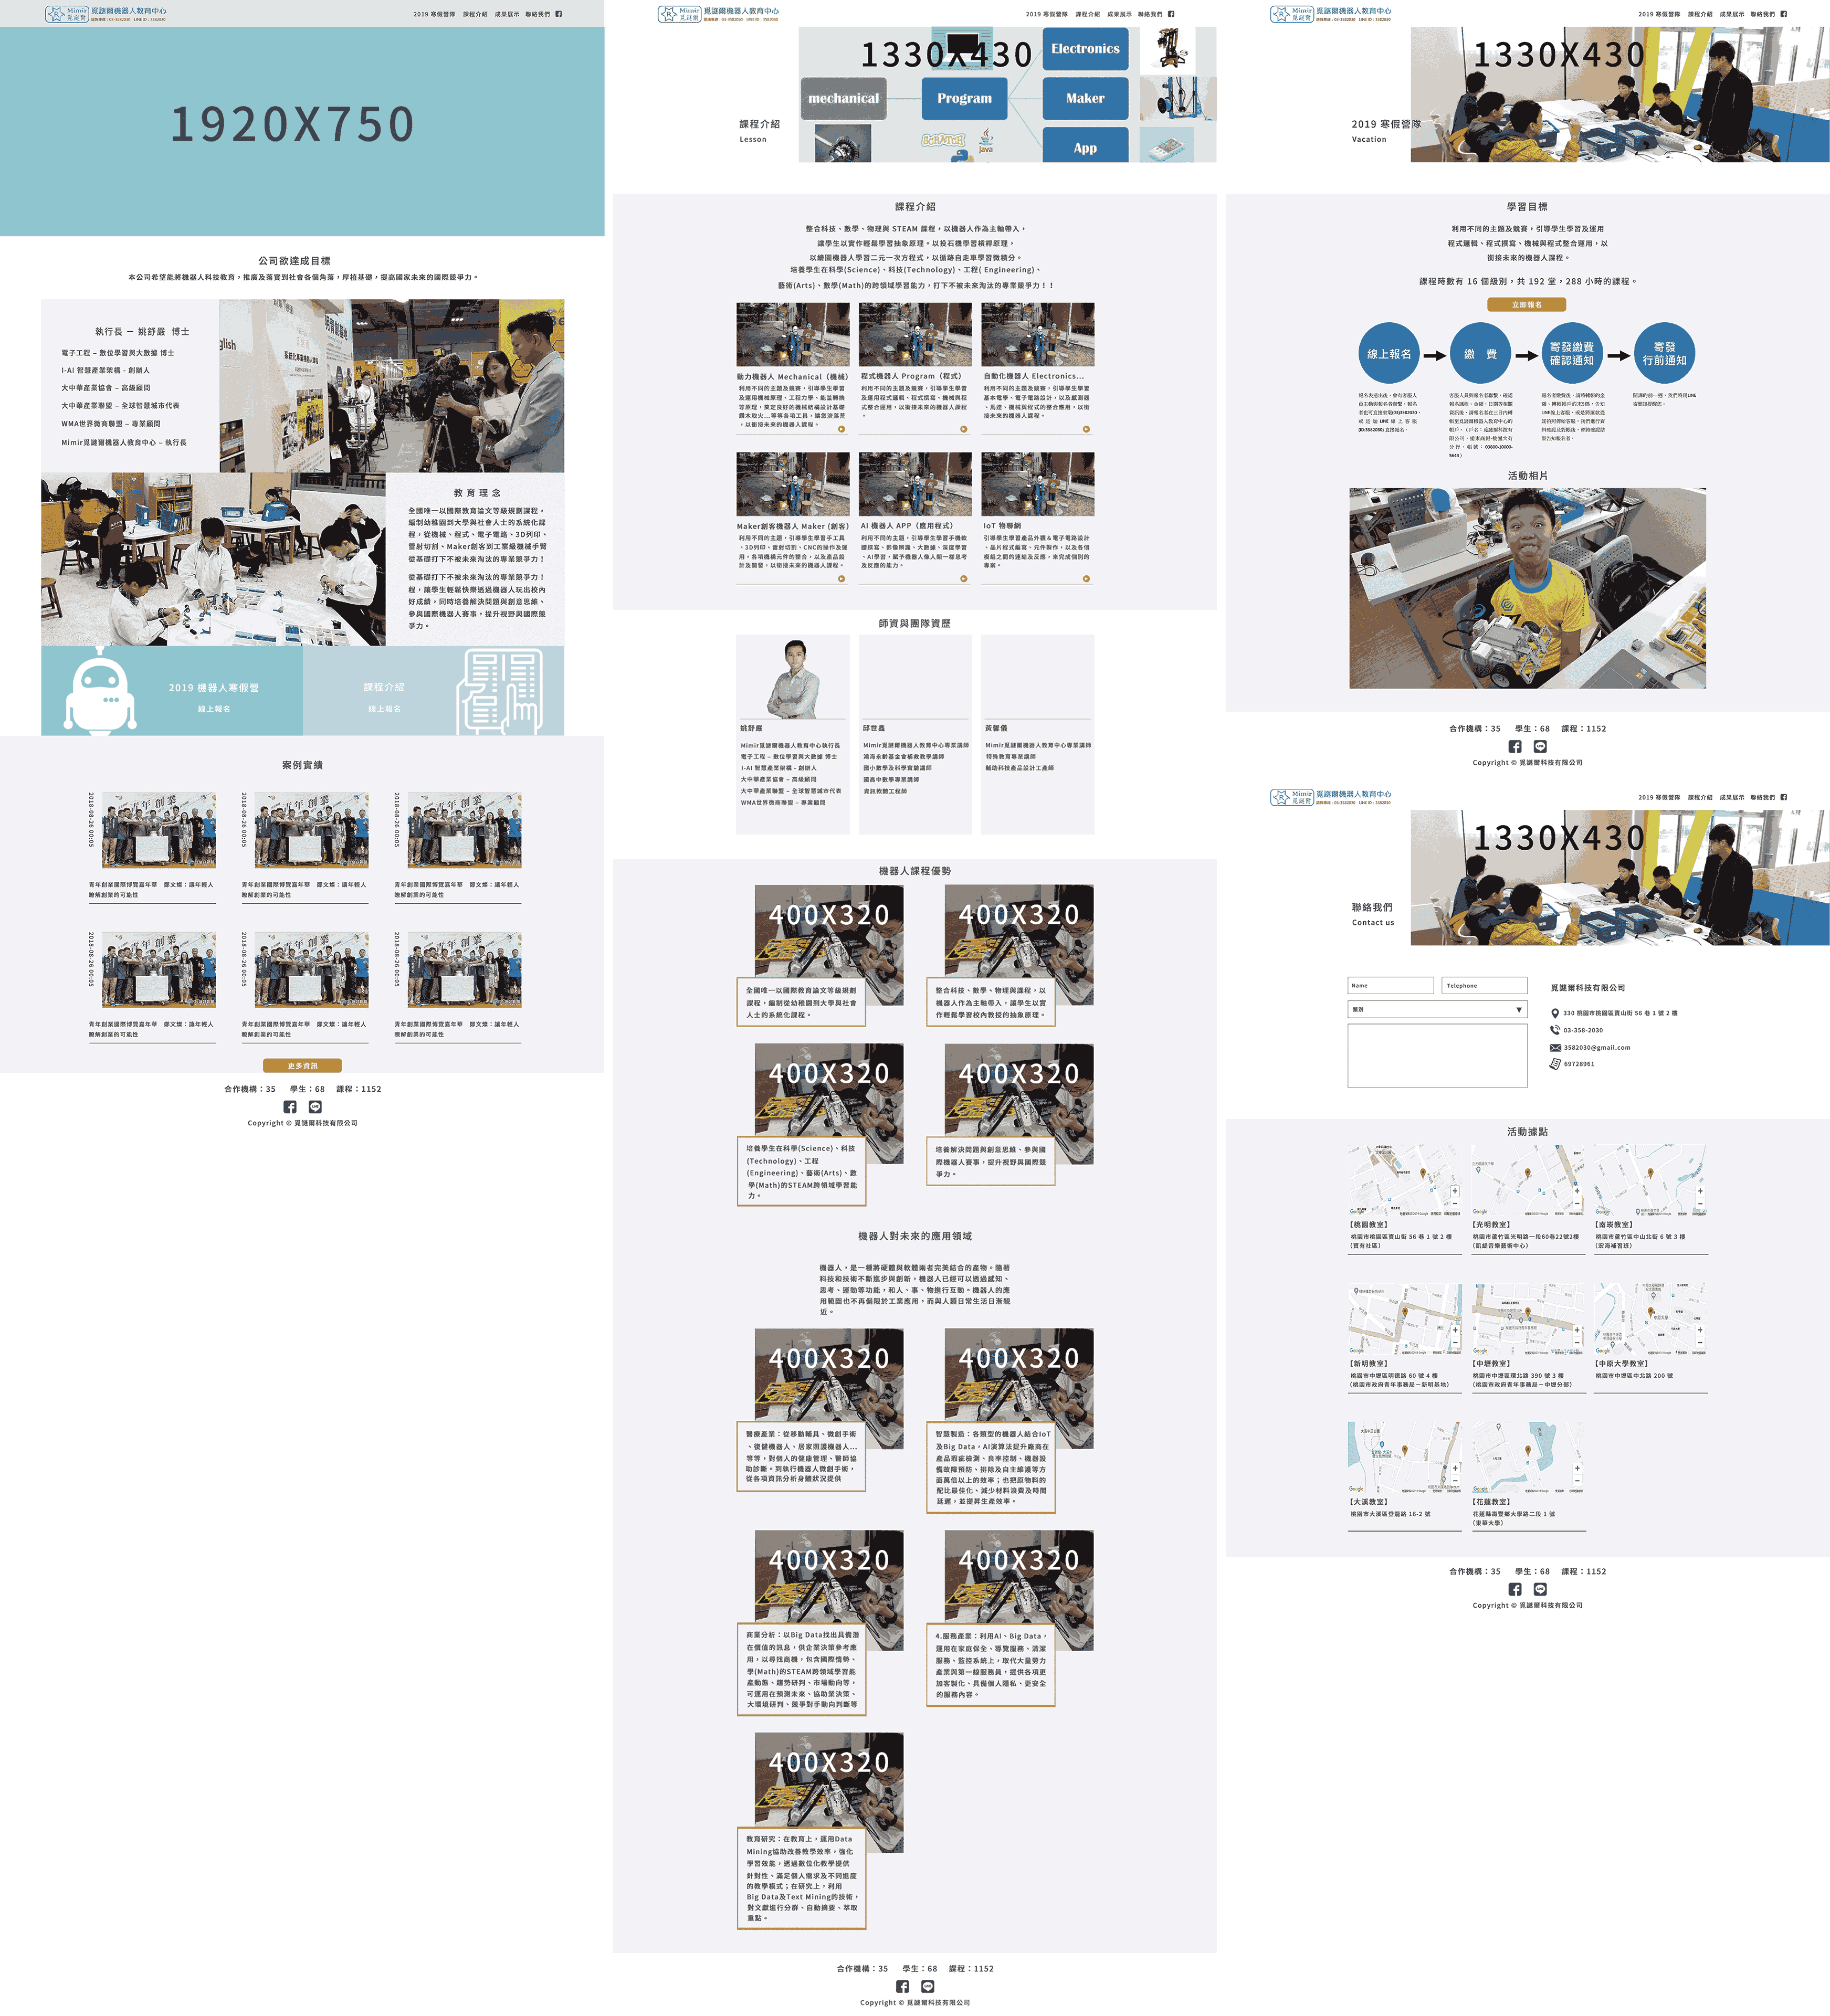 Mimir 覓謎爾
覓謎爾機器人教育中心
諮詢專線：03-3582030 LINE ID：3582030
2019 寒假營隊 課程介紹 成果展示 聯絡我們
1920X750
公司欲達成目標
本公司希望能將機器人科技教育，推廣及落實到社會各個角落，厚植基礎，提高國家未來的國際競爭力。
執行長 － 姚舒嚴 博士
電子工程 – 數位學習與大數據 博士
I-AI 智慧產業架構 - 創辦人
大中華產業協會 – 高級顧問
大中華產業聯盟 – 全球智慧城市代表
WMA世界微商聯盟 – 專業顧問
Mimir覓謎爾機器人教育中心 – 執行長
教育理念
全國唯一以國際教育論文等級規劃課程，
編制幼稚園到大學與社會人士的系統化課
程，從機械、程式、電子電路、3D列印、
雷射切割、Maker創客到工業級機械手臂
從基礎打下不被未來淘汰的專業競爭力！
從基礎打下不被未來淘汰的專業競爭力！
程，讓學生輕鬆快樂透過機器人玩出校內
好成績，同時培養解決問題與創意思維、
參與國際機器人賽事，提升視野與國際競
爭力。
2019 機器人寒假營
線上報名
課程介紹
線上報名
案例實績
2018-08-26 00:05
青年創業國際博覽嘉年華 鄭文燦：讓年輕人
瞭解創業的可能性
2018-08-26 00:05
青年創業國際博覽嘉年華 鄭文燦：讓年輕人
瞭解創業的可能性
2018-08-26 00:05
青年創業國際博覽嘉年華 鄭文燦：讓年輕人
瞭解創業的可能性
2018-08-26 00:05
青年創業國際博覽嘉年華 鄭文燦：讓年輕人
瞭解創業的可能性
2018-08-26 00:05
青年創業國際博覽嘉年華 鄭文燦：讓年輕人
瞭解創業的可能性
2018-08-26 00:05
青年創業國際博覽嘉年華 鄭文燦：讓年輕人
瞭解創業的可能性
更多資訊
合作機構：35 學生：68 課程：1152
Copyright © 覓謎爾科技有限公司
Mimir 覓謎爾
覓謎爾機器人教育中心
諮詢專線：03-3582030 LINE ID：3582030
2019 寒假營隊 課程介紹 成果展示 聯絡我們
1330X430
mechanical
Program
Electronics
Maker
App
SCRATCH
Java
課程介紹
Lesson
課程介紹
整合科技、數學、物理與 STEAM 課程，以機器人作為主軸帶入，
讓學生以實作輕鬆學習抽象原理。以投石機學習槓桿原理，
以繪圖機器人學習二元一次方程式，以循跡自走車學習微積分。
培養學生在科學(Science)、科技(Technology)、工程( Engineering)、
藝術(Arts)、數學(Math)的跨領域學習能力，打下不被未來淘汰的專業競爭力！！
動力機器人 Mechanical（機械）
利用不同的主題及競賽，引導學生學習
及運用機械原理、工程力學、能量轉換
等原理，奠定良好的機械結構設計基礎
，以銜接未來的機器人課程。
程式機器人 Program（程式）
利用不同的主題及競賽，引導學生學習
及運用程式邏輯、程式撰寫、機械與程
式整合運用，以銜接未來的機器人課程
。
自動化機器人 Electronics...
利用不同的主題及競賽，引導學生學習
基本電學、電子電路設計，以及感測器
、馬達、機械與程式的整合應用，以銜
接未來的機器人課程。
Maker創客機器人 Maker (創客)
利用不同的主題，引導學生學習手工具
、3D列印、雷射切割、CNC的操作及運
用，各項機構元件的整合，以及產品設
計及開發，以銜接未來的機器人課程。
AI 機器人 APP（應用程式）
利用不同的主題，引導學生學習手機軟
體撰寫、影像辨識、大數據、深度學習
、AI學習，賦予機器人像人類一樣思考
及反應的能力。
IoT 物聯網
引導學生學習產品外觀＆電子電路設計
、晶片程式編寫、元件製作，以及各個
模組之間的連結及反應，來完成個別的
專案。
師資與團隊資歷
姚舒嚴
Mimir覓謎爾機器人教育中心執行長
電子工程 – 數位學習與大數據 博士
I-AI 智慧產業架構 - 創辦人
大中華產業協會 – 高級顧問
大中華產業聯盟 – 全球智慧城市代表
WMA世界微商聯盟 – 專業顧問
邱世鑫
Mimir覓謎爾機器人教育中心專業講師
鴻海永齡基金會補救教學講師
國小數學及科學實驗講師
國高中數學專業講師
資訊軟體工程師
黃馨儀
Mimir覓謎爾機器人教育中心專業講師
特殊教育專業講師
輔助科技產品設計工產師
機器人課程優勢
400X320
全國唯一以國際教育論文等級規劃
課程，編制從幼稚園到大學與社會
人士的系統化課程。
400X320
整合科技、數學、物理與課程，以
機器人作為主軸帶入，讓學生以實
作輕鬆學習校內教授的抽象原理。
400X320
培養學生在科學(Science)、科技
(Technology)、工程
(Engineering)、藝術(Arts)、數
學(Math)的STEAM跨領域學習能
力。
400X320
培養解決問題與創意思維、參與國
際機器人賽事，提升視野與國際競
爭力。
機器人對未來的應用領域
機器人，是一種將硬體與軟體兩者完美結合的產物。隨著
科技和技術不斷進步與創新，機器人已經可以透過感知、
思考、運動等功能，和人、事、物進行互動。機器人的應
用範圍也不再侷限於工業應用，而與人類日常生活日漸親
近。
400X320
醫療產業：從移動輔具、微創手術
、復健機器人、居家照護機器人...
等等，對個人的健康管理、醫師協
助診斷。到執行機器人微創手術，
從各項資訊分析身體狀況提供
400X320
智慧製造：各類型的機器人結合IoT
及Big Data，AI演算法提升廠商在
產品瑕疵檢測、良率控制、機器設
備故障預防、排除及自主維護等方
面萬倍以上的效率；也把原物料的
配比最佳化、減少材料浪費及時間
延遲，並提昇生產效率。
400X320
商業分析：以Big Data找出具備潛
在價值的訊息，供企業決策參考應
用，以尋找商機，包含國際情勢、
學(Math)的STEAM跨領域學習能
產動態、趨勢研判、市場動向等，
可運用在預測未來、協助業決策、
大環境研判、競爭對手動向判斷等
400X320
4.服務產業：利用AI、Big Data，
運用在家庭保全、導覽服務、清潔
服務、監控系統上，取代大量勞力
產業與第一線服務員，提供各項更
加客製化、具備個人隱私、更安全
的服務內容。
400X320
教育研究：在教育上，運用Data
Mining協助改善教學效率，強化
學習效能，透過數位化教學提供
針對性、滿足個人需求及不同進度
的教學模式；在研究上，利用
Big Data及Text Mining的技術，
對文獻進行分群、自動摘要、萃取
重點。
合作機構：35 學生：68 課程：1152
Copyright © 覓謎爾科技有限公司
Mimir 覓謎爾
覓謎爾機器人教育中心
諮詢專線：03-3582030 LINE ID：3582030
2019 寒假營隊 課程介紹 成果展示 聯絡我們
1330X430
2019 寒假營隊
Vacation
學習目標
利用不同的主題及競賽，引導學生學習及運用
程式邏輯、程式撰寫、機械與程式整合運用，以
銜接未來的機器人課程。
課程時數有 16 個級別，共 192 堂，288 小時的課程。
立即報名
線上報名
繳 費
寄發繳費
確認通知
寄發
行前通知
活動相片
合作機構：35 學生：68 課程：1152
Copyright © 覓謎爾科技有限公司
Mimir 覓謎爾
覓謎爾機器人教育中心
諮詢專線：03-3582030 LINE ID：3582030
2019 寒假營隊 課程介紹 成果展示 聯絡我們
1330X430
聯絡我們
Contact us
Name
Telephone
類別
覓謎爾科技有限公司
330 桃園市桃園區寶山街 56 巷 1 號 2 樓
03-358-2030
3582030@gmail.com
69728961
活動據點
【桃園教室】
桃園市桃園區寶山街 56 巷 1 號 2 樓
（寶有社區）
【光明教室】
桃園市蘆竹區光明路一段60巷22號2樓
（凱緹音樂藝術中心）
【南崁教室】
桃園市蘆竹區中山北街 6 號 3 樓
（宏海補習班）
【新明教室】
桃園市中壢區明德路 60 號 4 樓
（桃園市政府青年事務局－新明基地）
【中壢教室】
桃園市中壢區環北路 390 號 3 樓
（桃園市政府青年事務局－中壢分部）
【中原大學教室】
桃園市中壢區中北路 200 號
【大溪教室】
桃園市大溪區登龍路 16-2 號
【花蓮教室】
花蓮縣壽豐鄉大學路二段 1 號
（東華大學）
合作機構：35 學生：68 課程：1152
Copyright © 覓謎爾科技有限公司